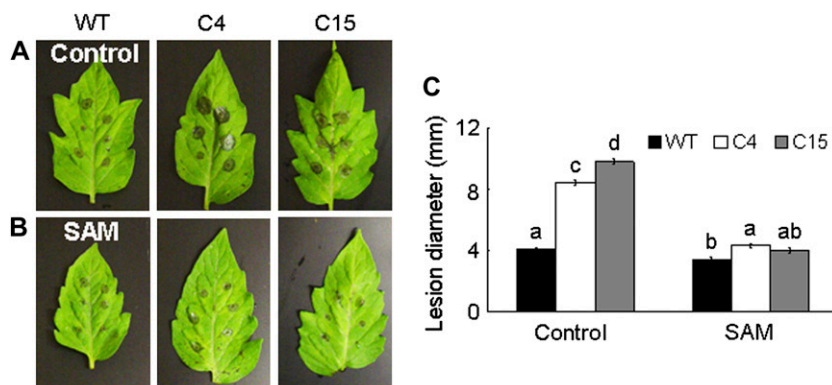 WT C4 C15
A Control
B SAM
C
Lesion diameter (mm)
12
8
4
0
WT C4 C15
a c d
b a ab
Control SAM